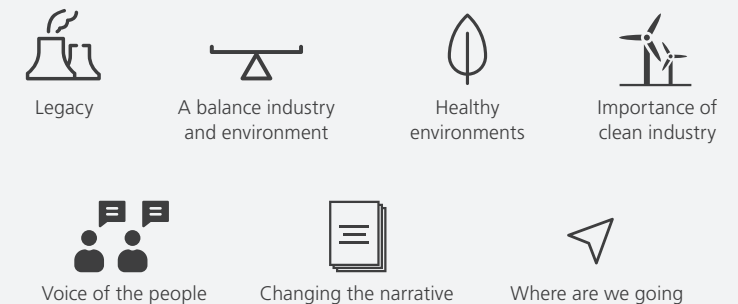 Legacy
A balance industry
and environment
Healthy
environments
Importance of
clean industry
Voice of the people
Changing the narrative
Where are we going